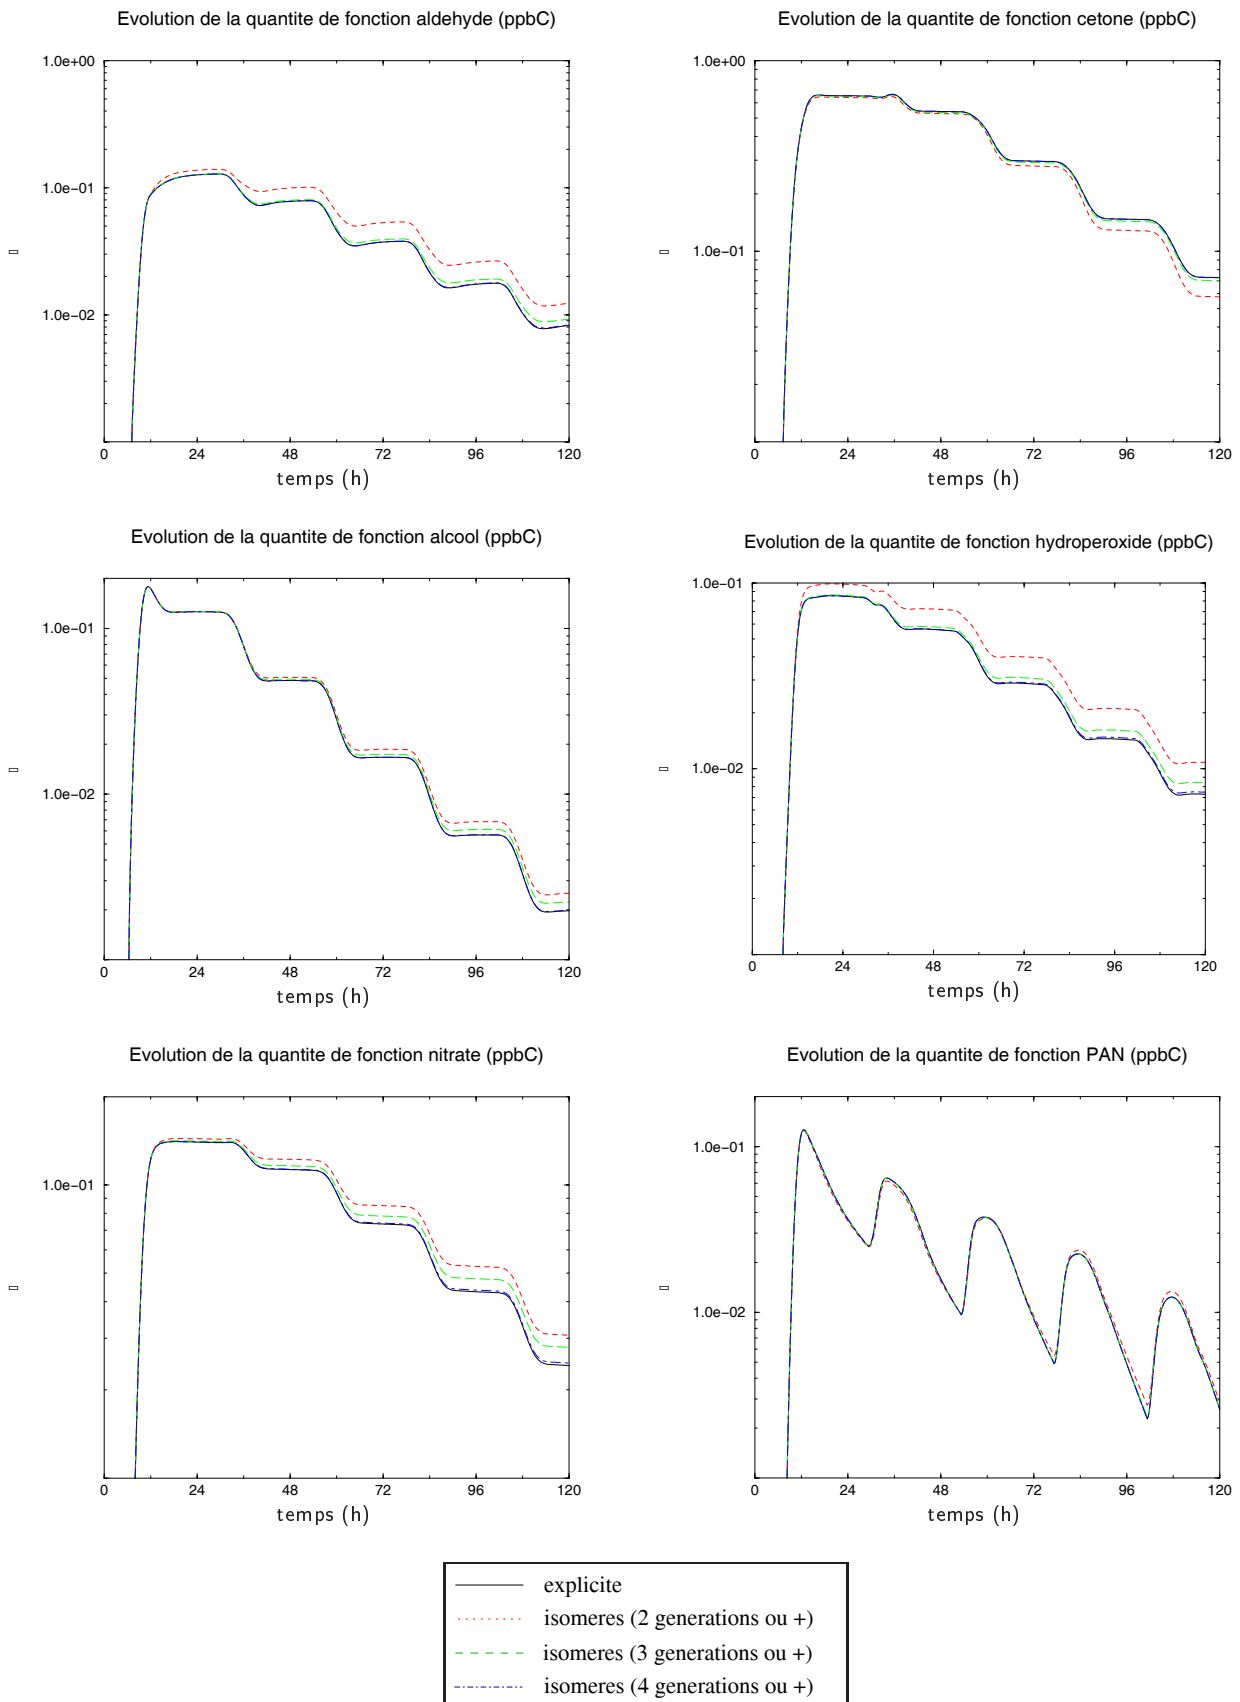 Evolution de la quantite de fonction aldehyde (ppbC)
1.0e+00
1.0e−01
1.0e−02
0 24 48 72 96 120
temps (h)
Evolution de la quantite de fonction cetone (ppbC)
1.0e+00
1.0e−01
0 24 48 72 96 120
temps (h)
Evolution de la quantite de fonction alcool (ppbC)
1.0e−01
1.0e−02
0 24 48 72 96 120
temps (h)
Evolution de la quantite de fonction hydroperoxide (ppbC)
1.0e−01
1.0e−02
0 24 48 72 96 120
temps (h)
Evolution de la quantite de fonction nitrate (ppbC)
1.0e−01
0 24 48 72 96 120
temps (h)
Evolution de la quantite de fonction PAN (ppbC)
1.0e−01
1.0e−02
0 24 48 72 96 120
temps (h)
explicite
isomeres (2 generations ou +)
isomeres (3 generations ou +)
isomeres (4 generations ou +)